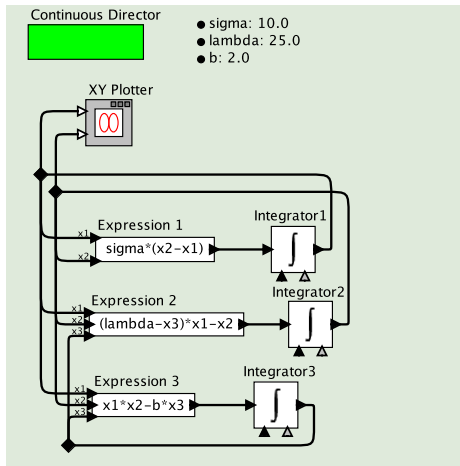 Continuous Director
● sigma: 10.0
● lambda: 25.0
● b: 2.0
XY Plotter
Expression 1
x1
x2
sigma*(x2-x1)
Integrator1
∫
Expression 2
x1
x2
x3
(lambda-x3)*x1-x2
Integrator2
∫
Expression 3
x1
x2
x3
x1*x2-b*x3
Integrator3
∫